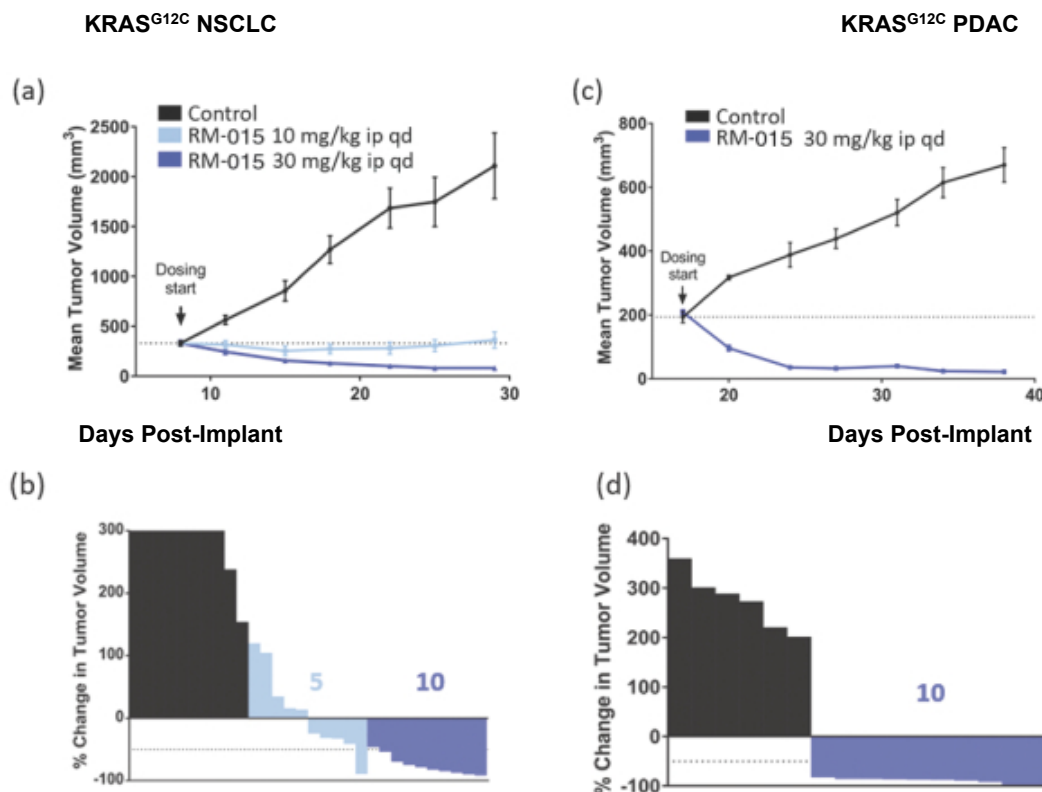 KRASG12C NSCLC
KRASG12C PDAC
(a)
Control
RM-015 10 mg/kg ip qd
RM-015 30 mg/kg ip qd
Mean Tumor Volume (mm3)
2500
2000
1500
1000
500
0
Dosing
start
10
20
30
Days Post-Implant
(c)
Control
RM-015 30 mg/kg ip qd
Mean Tumor Volume (mm3)
800
600
400
200
0
Dosing
start
20
30
40
Days Post-Implant
(b)
% Change in Tumor Volume
300
200
100
0
-100
5
10
(d)
% Change in Tumor Volume
400
300
200
100
0
-100
10